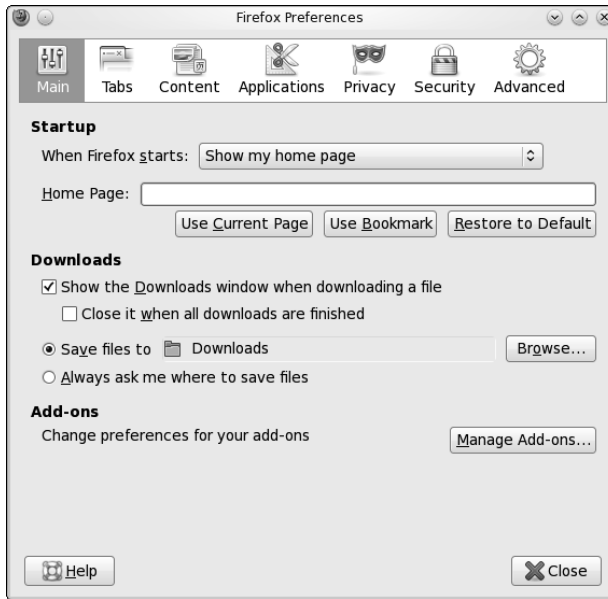 Firefox Preferences
Main Tabs Content Applications Privacy Security Advanced
Startup
When Firefox starts: Show my home page
Home Page:
Use Current Page Use Bookmark Restore to Default
Downloads
Show the Downloads window when downloading a file
Close it when all downloads are finished
Save files to Downloads Browse...
Always ask me where to save files
Add-ons
Change preferences for your add-ons Manage Add-ons...
Help Close